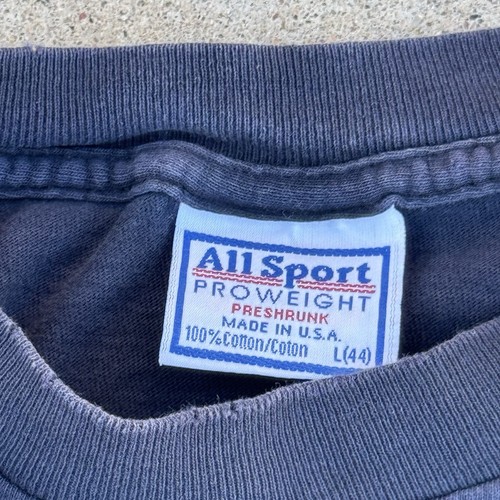 All Sport
PROWEIGHT
PRESHRUNK
MADE IN U.S.A.
100% Cotton/Coton L(44)